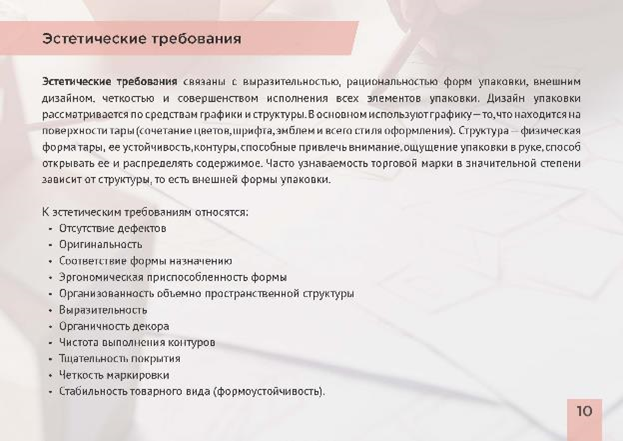 Эстетические требования
Эстетические требования связаны с выразительностью, рациональностью форм упаковки, внешним
дизайном, четкостью и совершенством исполнения всех элементов упаковки. Дизайн упаковки
рассматривается по средствам графики и структуры. В основном используют графику — то, что находится на
поверхности тары (сочетание цветов, шрифта, эмблем и всего стиля оформления). Структура — физическая
форма тары, ее устойчивость, контуры, способные привлечь внимание, ощущение упаковки в руке, способ
открывать ее и распределять содержимое. Часто узнаваемость торговой марки в значительной степени
зависит от структуры, то есть внешней формы упаковки.
К эстетическим требованиям относятся:
• Отсутствие дефектов
• Оригинальность
• Соответствие формы назначению
• Эргономическая приспособленность формы
• Организованность объемно пространственной структуры
• Выразительность
• Органичность декора
• Чистота выполнения контуров
• Тщательность покрытия
• Четкость маркировки
• Стабильность товарного вида (формоустойчивость).
10